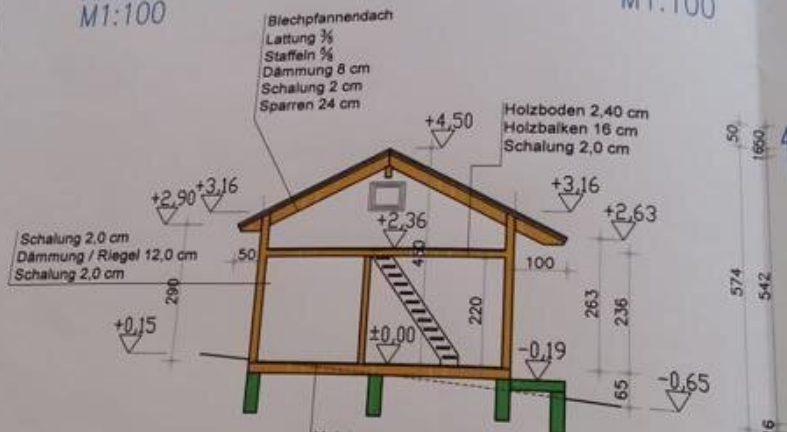 M1:100
M1:100
Blechpfannendach
Lattung ⅗
Staffeln ⅝
Dämmung 8 cm
Schalung 2 cm
Sparren 24 cm
+4,50
Holzboden 2,40 cm
Holzbalken 16 cm
Schalung 2,0 cm
50
1650
+2,90
+3,16
+3,16
+2,63
+2,36
Schalung 2,0 cm
Dämmung / Riegel 12,0 cm
Schalung 2,0 cm
50
450
100
290
220
263
236
574
542
+0,15
±0,00
-0,19
65
-0,65
6